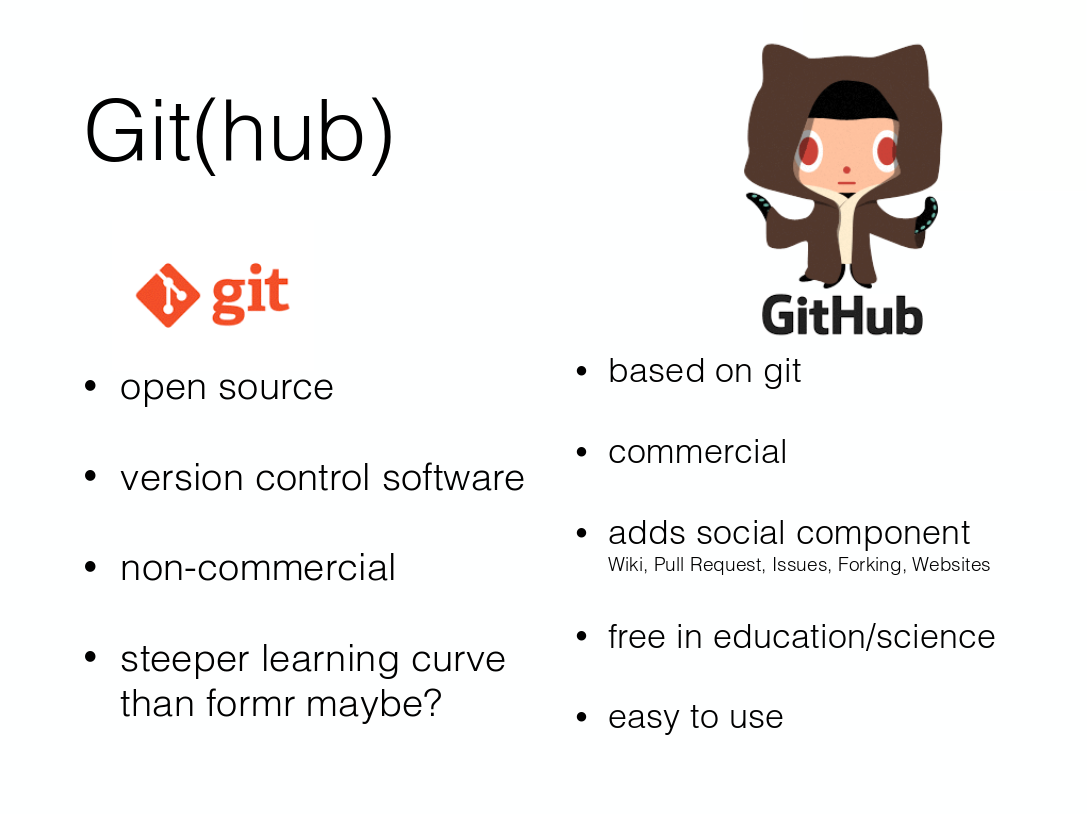 Git(hub)
git
• open source
• version control software
• non-commercial
• steeper learning curve
than formr maybe?
GitHub
• based on git
• commercial
• adds social component
Wiki, Pull Request, Issues, Forking, Websites
• free in education/science
• easy to use